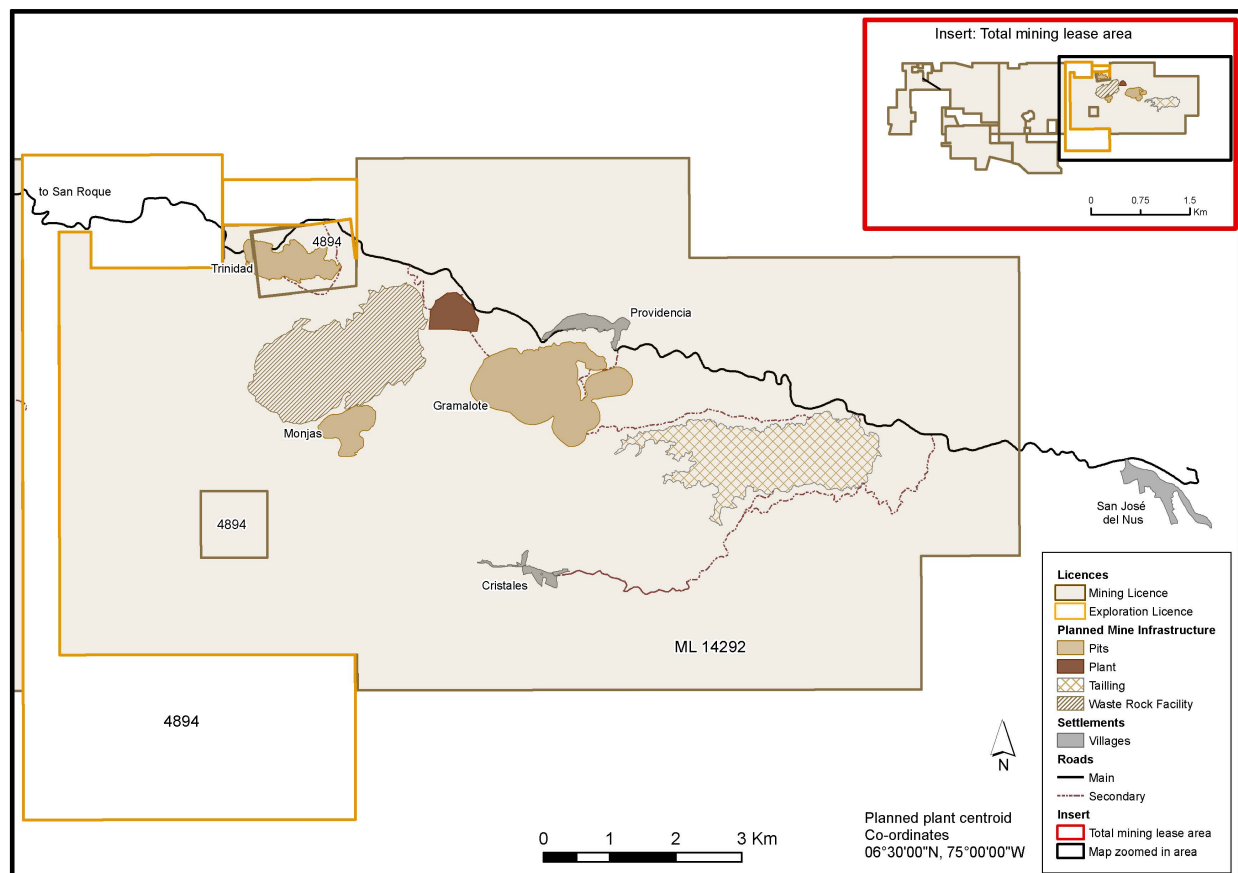 Insert: Total mining lease area
0 0.75 1.5
Km
to San Roque
4894
Trinidad
Providencia
Gramalote
Monjas
4894
San José
del Nus
Cristales
ML 14292
4894
N
0 1 2 3 Km
Planned plant centroid
Co-ordinates
06°30'00"N, 75°00'00"W
Licences
Mining Licence
Exploration Licence
Planned Mine Infrastructure
Pits
Plant
Tailling
Waste Rock Facility
Settlements
Villages
Roads
Main
Secondary
Insert
Total mining lease area
Map zoomed in area